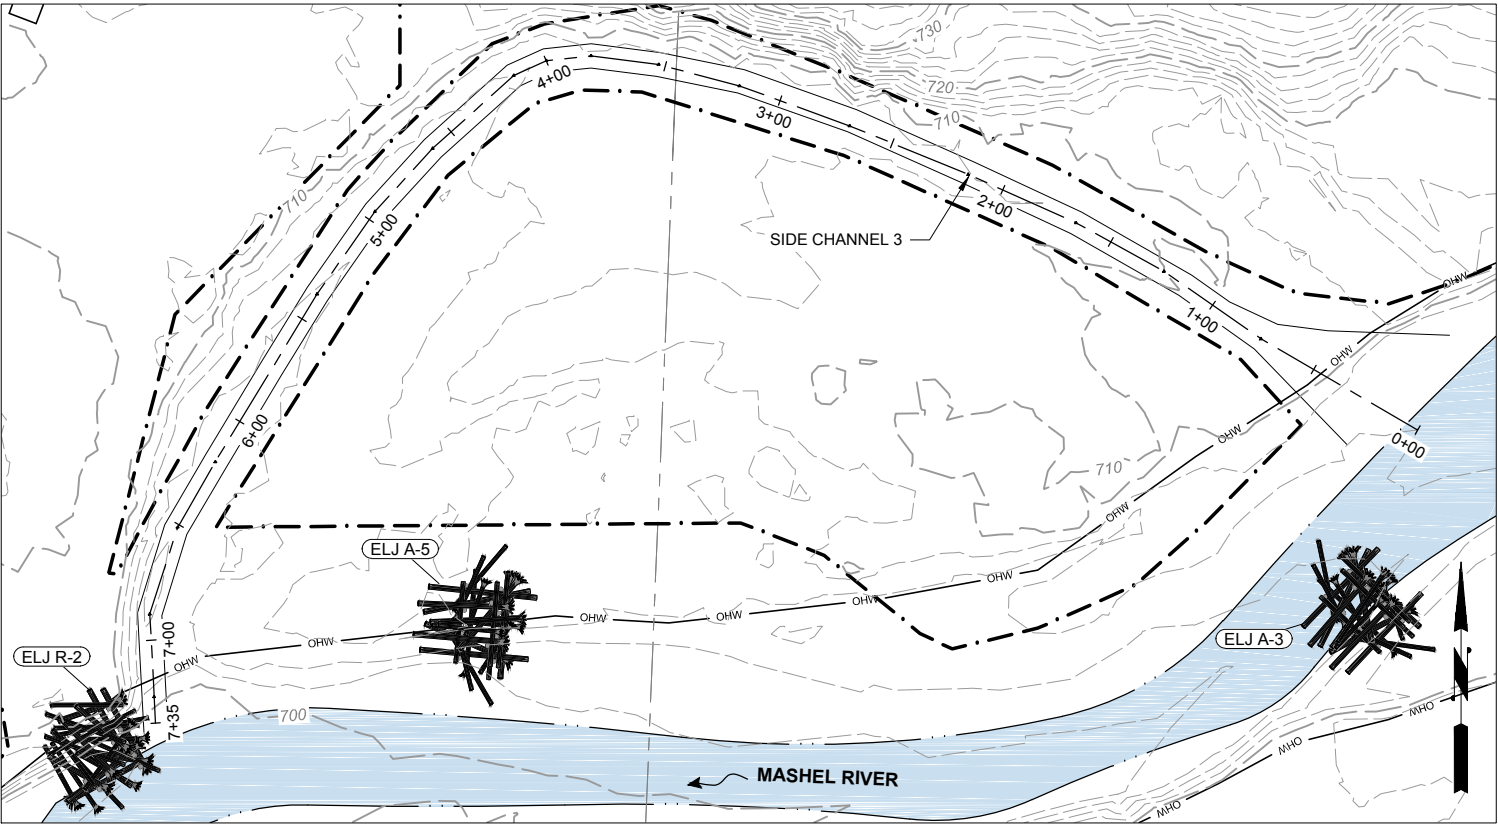 730
720
710
4+00
3+00
710
2+00
5+00
SIDE CHANNEL 3
OHW
1+00
OHW
6+00
OHW
0+00
710
OHW
ELJ A-5
OHW
OHW
OHW
OHW
OHW
7+00
ELJ A-3
ELJ R-2
OHW
OHW
700
7+35
OHW
MASHEL RIVER
OHW